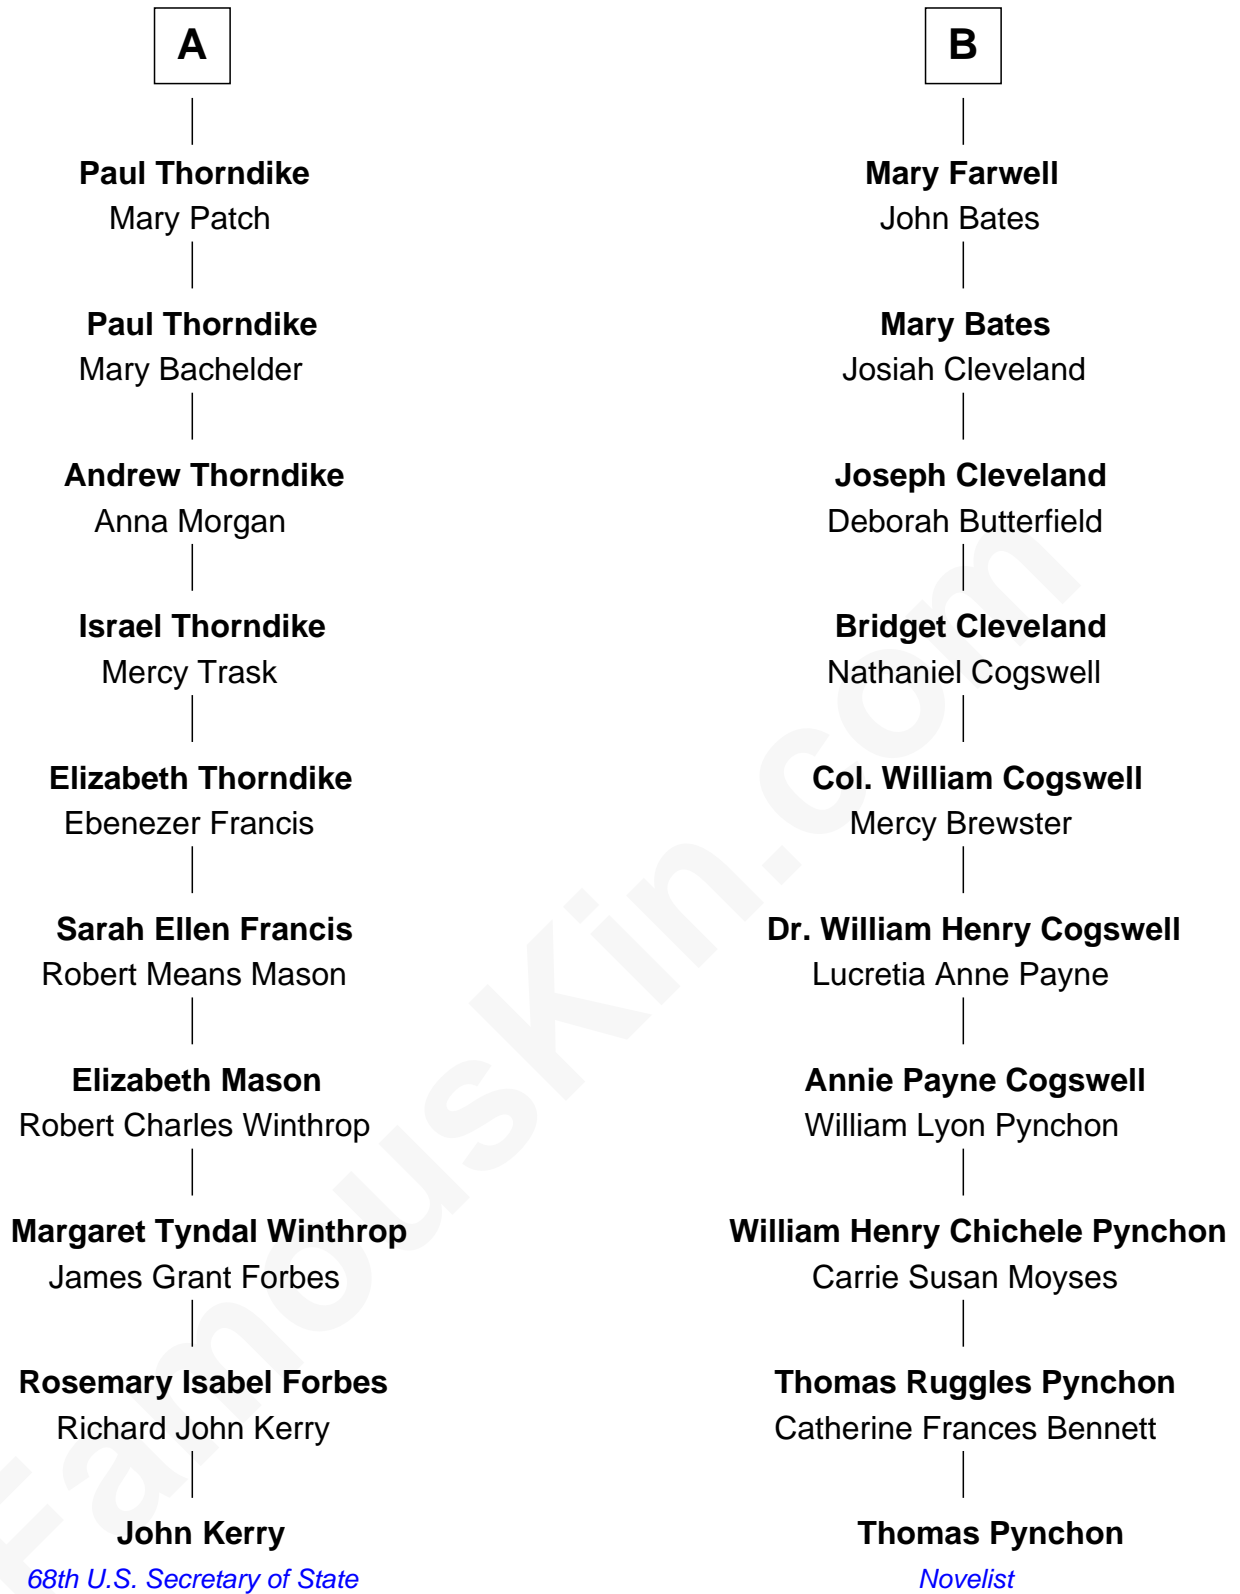 A
Paul Thorndike
Mary Patch
Paul Thorndike
Mary Bachelder
Andrew Thorndike
Anna Morgan
Israel Thorndike
Mercy Trask
Elizabeth Thorndike
Ebenezer Francis
Sarah Ellen Francis
Robert Means Mason
Elizabeth Mason
Robert Charles Winthrop
Margaret Tyndal Winthrop
James Grant Forbes
Rosemary Isabel Forbes
Richard John Kerry
John Kerry
68th U.S. Secretary of State
B
Mary Farwell
John Bates
Mary Bates
Josiah Cleveland
Joseph Cleveland
Deborah Butterfield
Bridget Cleveland
Nathaniel Cogswell
Col. William Cogswell
Mercy Brewster
Dr. William Henry Cogswell
Lucretia Anne Payne
Annie Payne Cogswell
William Lyon Pynchon
William Henry Chichele Pynchon
Carrie Susan Moyses
Thomas Ruggles Pynchon
Catherine Frances Bennett
Thomas Pynchon
Novelist
FamousKin.com